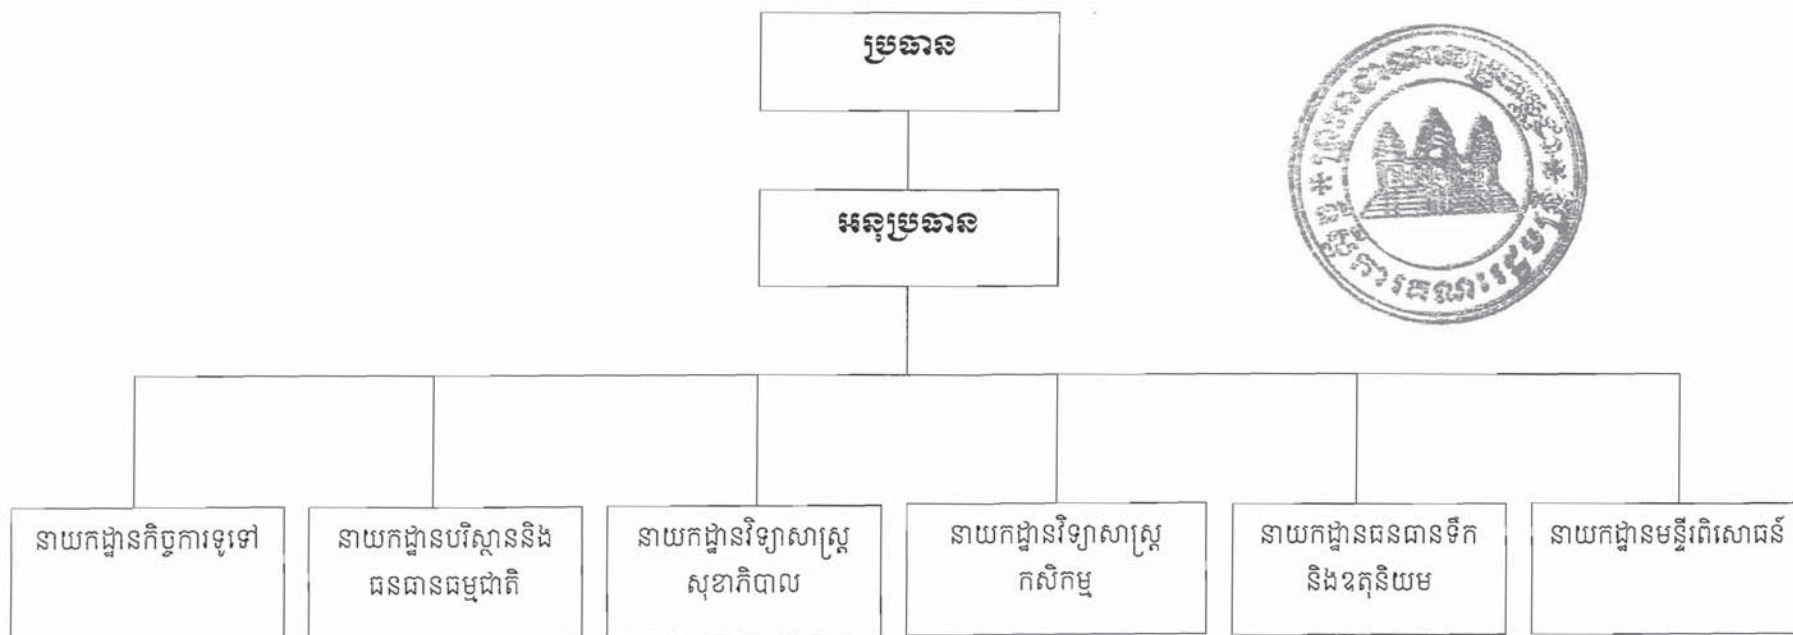 ប្រធាន
អនុប្រធាន
នាយកដ្ឋានកិច្ចការទូទៅ
នាយកដ្ឋានបរិស្ថាននិង
ធនធានធម្មជាតិ
នាយកដ្ឋានវិទ្យាសាស្ត្រ
សុខាភិបាល
នាយកដ្ឋានវិទ្យាសាស្ត្រ
កសិកម្ម
នាយកដ្ឋានធនធានទឹក
និងឧតុនិយម
នាយកដ្ឋានមន្ទីរពិសោធន៍